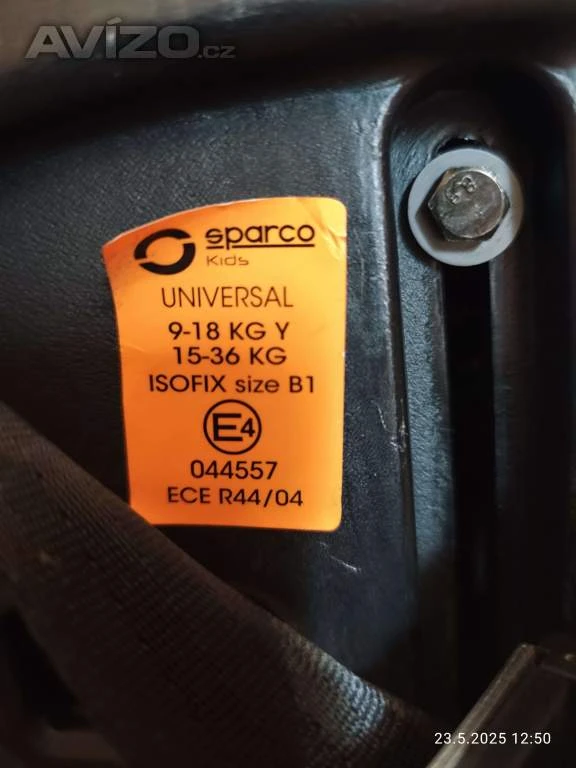 AVÍZO.cz
sparco
Kids
UNIVERSAL
9-18 KG Y
15-36 KG
ISOFIX size B1
E4
044557
ECE R44/04
8.8
23.5.2025 12:50